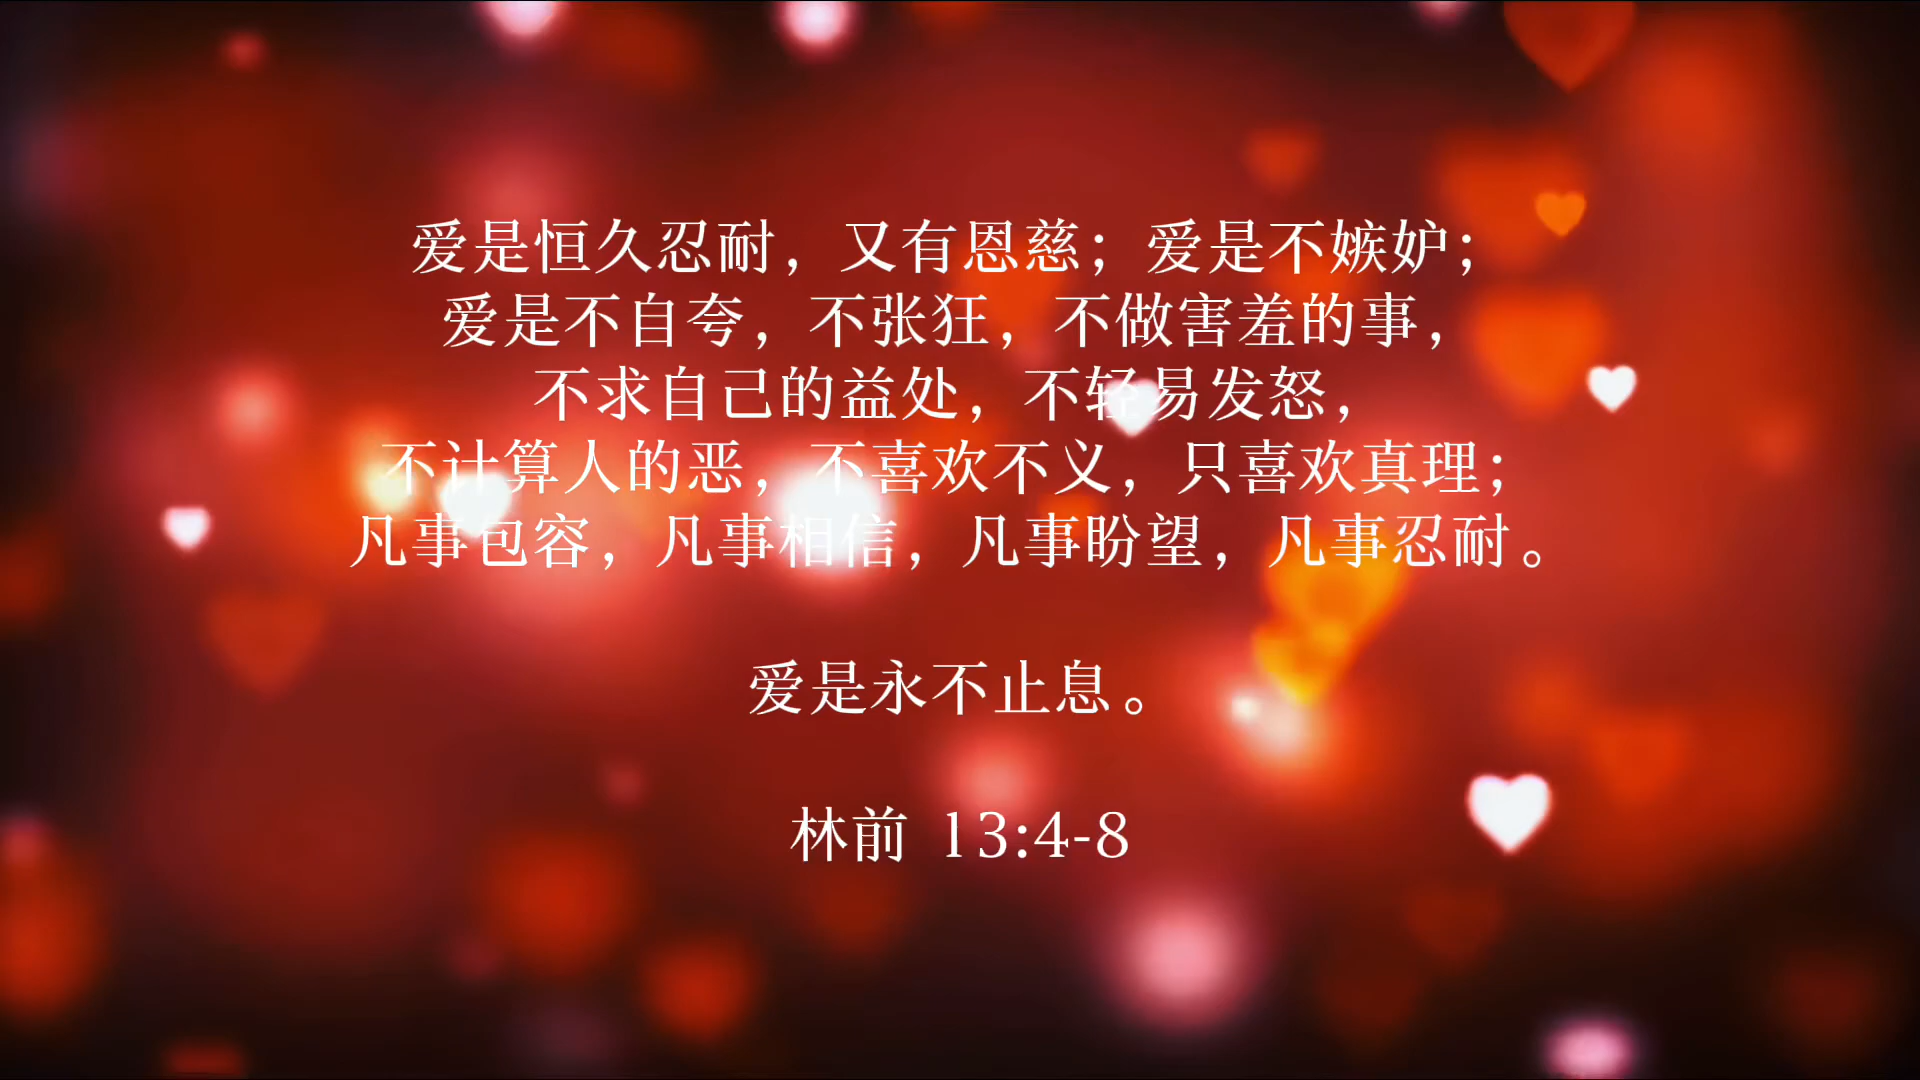 爱是恒久忍耐，又有恩慈；爱是不嫉妒；
爱是不自夸，不张狂，不做害羞的事，
不求自己的益处，不轻易发怒，
不计算人的恶，不喜欢不义，只喜欢真理；
凡事包容，凡事相信，凡事盼望，凡事忍耐。
爱是永不止息。
林前 13:4-8